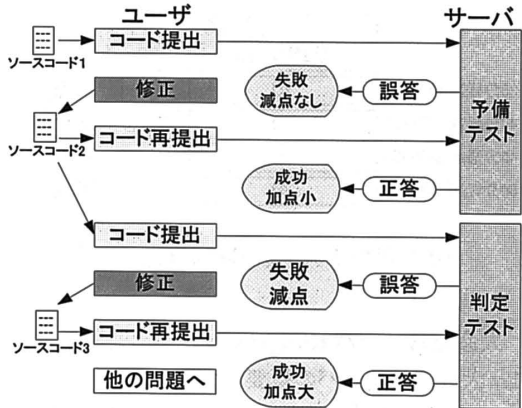 ユーザ
サーバ
ソースコード1
コード提出
修正
失敗
減点なし
誤答
予備
テスト
ソースコード2
コード再提出
成功
加点小
正答
コード提出
修正
失敗
減点
誤答
判定
テスト
ソースコード3
コード再提出
他の問題へ
成功
加点大
正答